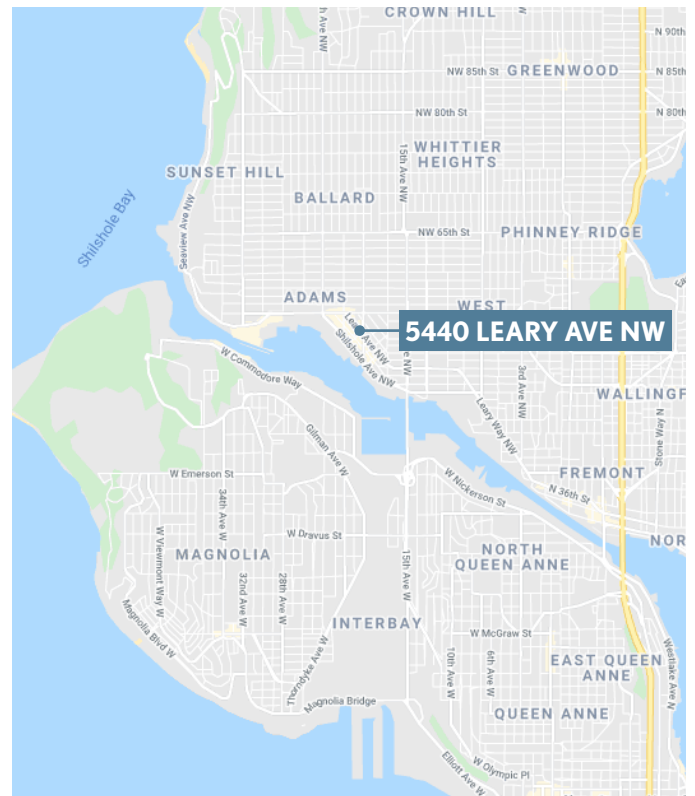 CROWN HILL
N 90th
NW 85th St
GREENWOOD
N 85th
NW 80th St
N 80th
Ave NW
WHITTIER
HEIGHTS
15th Ave NW
SUNSET HILL
BALLARD
Shilshole Bay
Seaview Ave NW
NW 65th St
PHINNEY RIDGE
ADAMS
WEST
Leary Ave NW
Shilshole Ave NW
5440 LEARY AVE NW
Ave NW
W Commodore Way
3rd Ave NW
WALLINGF
Leary Way NW
Stone Way N
Gilman Ave W
W Emerson St
34th Ave W
W Nickerson St
FREMONT
N 36th St
W Viewmont Way W
W Dravus St
NOR
MAGNOLIA
15th Ave W
NORTH
QUEEN ANNE
32nd Ave W
28th Ave W
Magnolia Blvd W
INTERBAY
W McGraw St
Thorndyke Ave W
10th Ave W
6th Ave W
EAST QUEEN
ANNE
Westlake Ave N
Magnolia Bridge
QUEEN ANNE
Elliott Ave W
W Olympic Pl